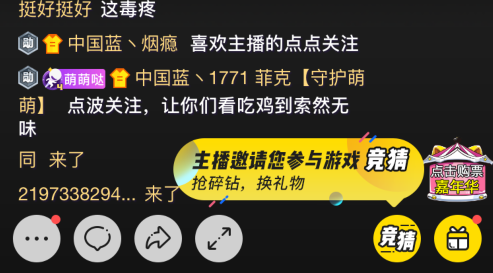 挺好挺好 这毒疼
助 中国蓝丶烟瘾 喜欢主播的点点关注
助 4 萌萌哒 中国蓝丶1771 菲克【守护萌
萌】 点波关注，让你们看吃鸡到索然无
味
同 来了
2197338294... 来了
主播邀请您参与游戏 竞猜
抢碎钻，换礼物
点击购票
嘉年华
竞猜